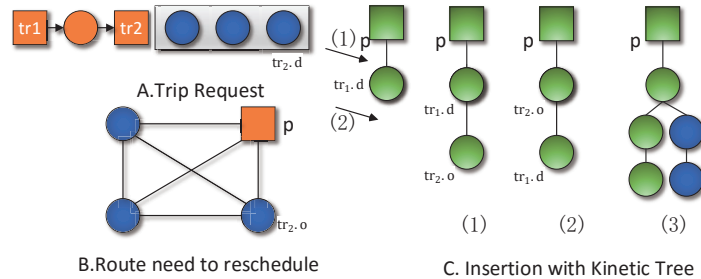 tr1
tr2
tr₂.d
A.Trip Request
p
tr₂.o
B.Route need to reschedule
(1)
(2)
p
tr₁.d
p
tr₁.d
tr₂.o
(1)
p
tr₂.o
tr₁.d
(2)
(3)
C. Insertion with Kinetic Tree